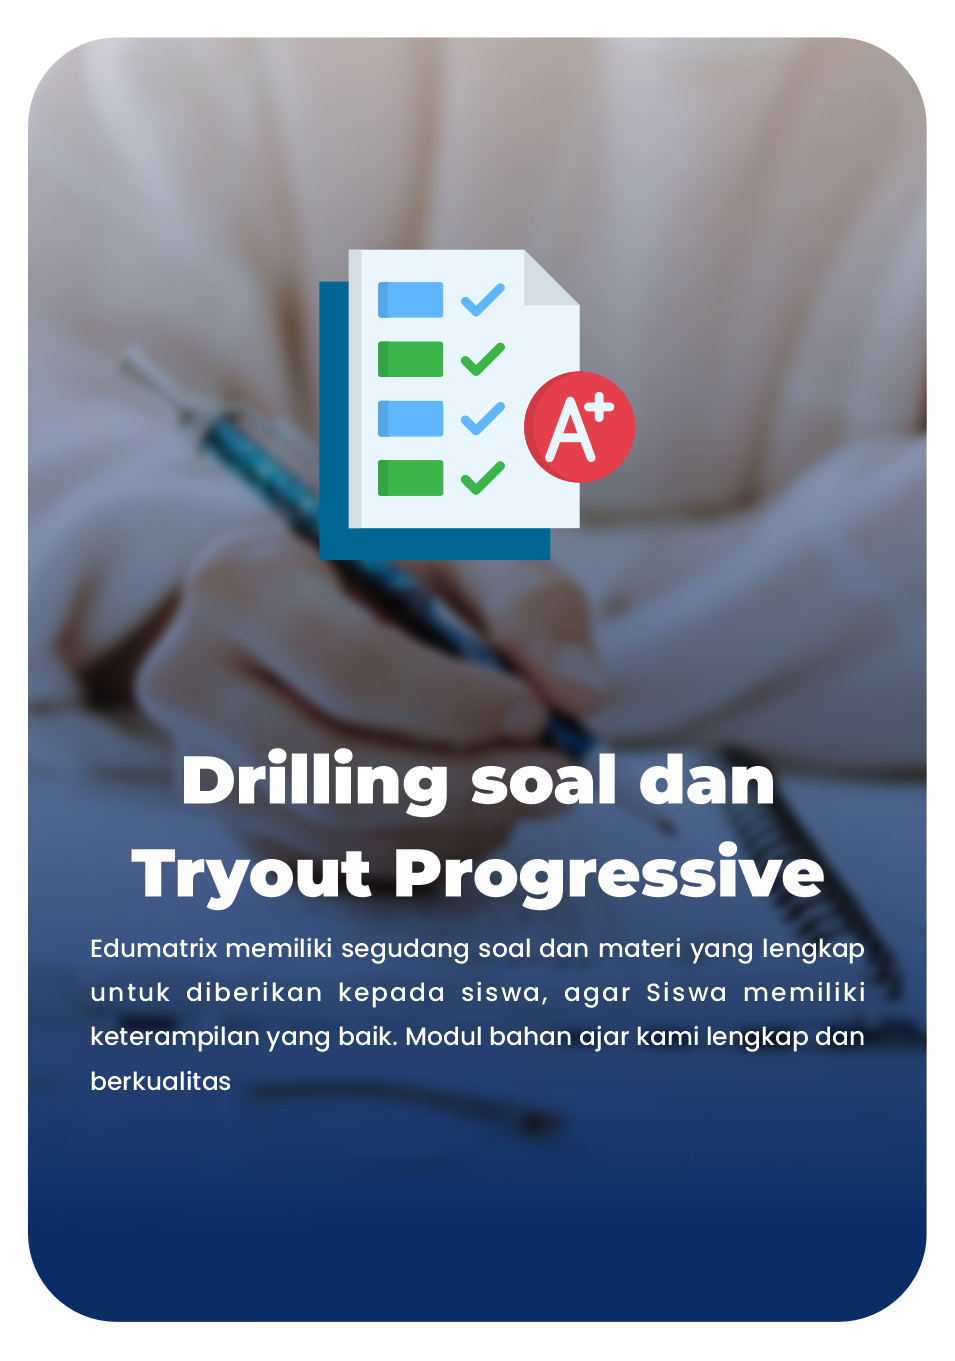 A+
Drilling soal dan
Tryout Progressive
Edumatrix memiliki segudang soal dan materi yang lengkap
untuk diberikan kepada siswa, agar Siswa memiliki
keterampilan yang baik. Modul bahan ajar kami lengkap dan
berkualitas